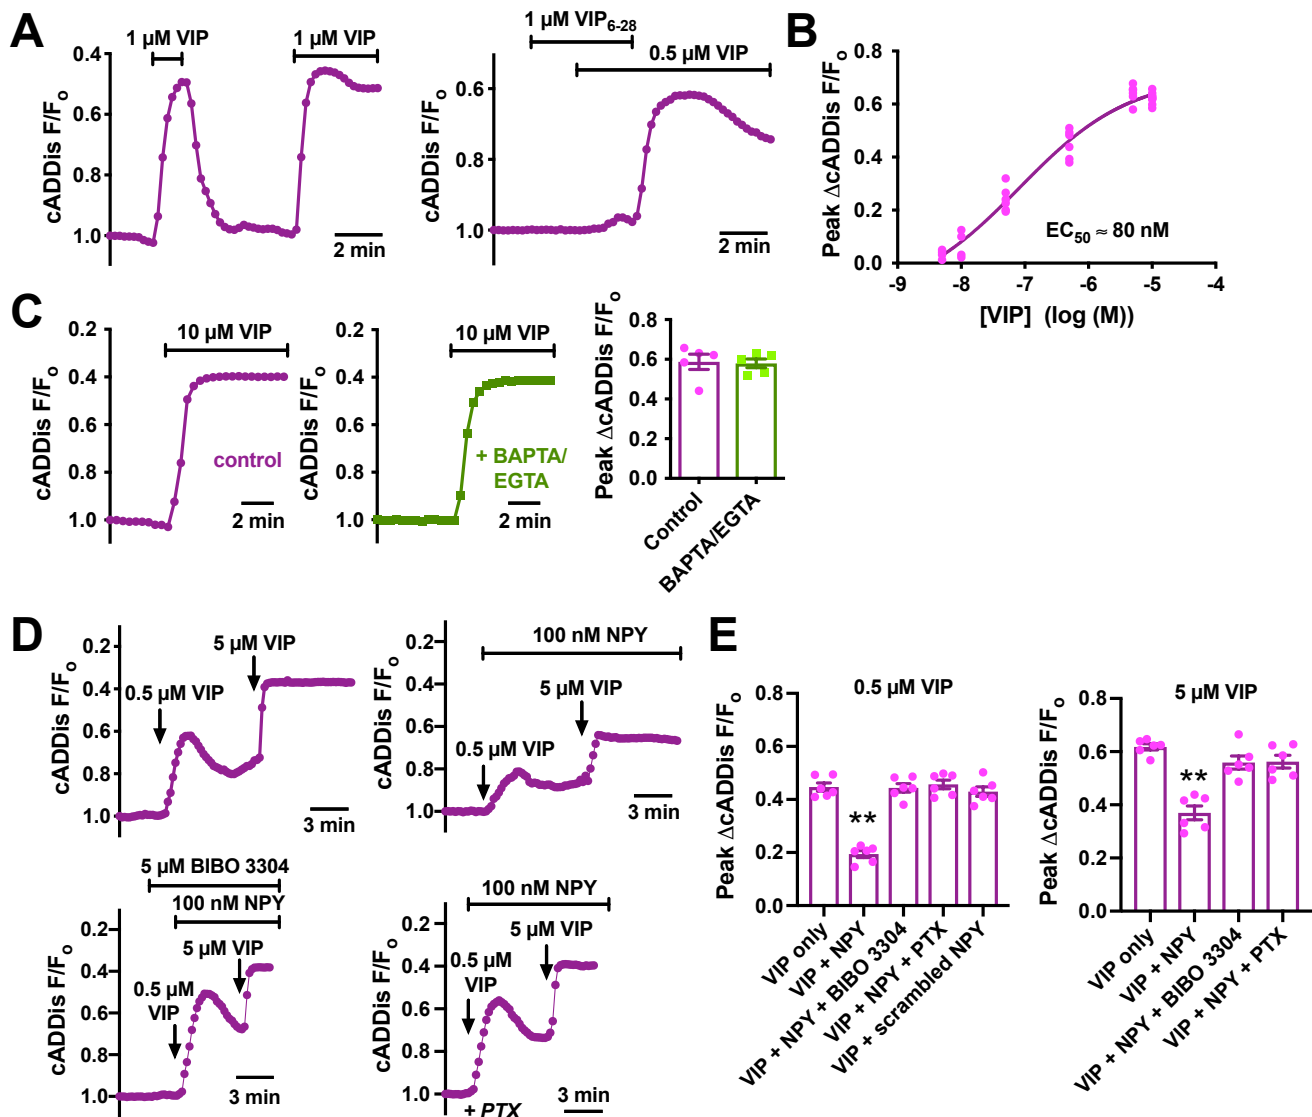 A
1 µM VIP
1 µM VIP
0.4
0.6
0.8
1.0
cADDis F/Fo
2 min
1 µM VIP6-28
0.5 µM VIP
0.6
0.8
1.0
cADDis F/Fo
2 min
B
1.0
0.8
0.6
0.4
0.2
0.0
Peak ΔcADDis F/Fo
EC50 ≈ 80 nM
-9
-8
-7
-6
-5
-4
[VIP] (log (M))
C
10 µM VIP
0.2
0.4
0.6
0.8
1.0
cADDis F/Fo
control
2 min
10 µM VIP
0.2
0.4
0.6
0.8
1.0
cADDis F/Fo
+ BAPTA/
EGTA
2 min
0.8
0.6
0.4
0.2
0.0
Peak ΔcADDis F/Fo
Control
BAPTA/EGTA
D
5 µM VIP
0.5 µM VIP
0.2
0.4
0.6
0.8
1.0
cADDis F/Fo
3 min
100 nM NPY
5 µM VIP
0.5 µM VIP
0.2
0.4
0.6
0.8
1.0
cADDis F/Fo
3 min
5 µM BIBO 3304
100 nM NPY
5 µM VIP
0.5 µM
VIP
0.2
0.4
0.6
0.8
1.0
cADDis F/Fo
3 min
100 nM NPY
5 µM VIP
0.5 µM
VIP
0.2
0.4
0.6
0.8
1.0
cADDis F/Fo
+ PTX
3 min
E
0.5 µM VIP
0.8
0.6
0.4
0.2
0.0
Peak ΔcADDis F/Fo
**
VIP only
VIP + NPY
VIP + NPY + BIBO 3304
VIP + NPY + PTX
VIP + scrambled NPY
5 µM VIP
0.8
0.6
0.4
0.2
0.0
Peak ΔcADDis F/Fo
**
VIP only
VIP + NPY
VIP + NPY + BIBO 3304
VIP + NPY + PTX